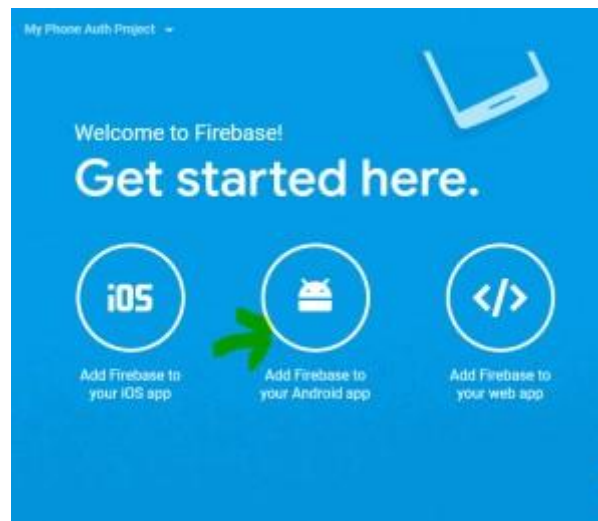 My Phone Auth Project
Welcome to Firebase!
Get started here.
iOS
</>
Add Firebase to
your iOS app
Add Firebase to
your Android app
Add Firebase to
your web app